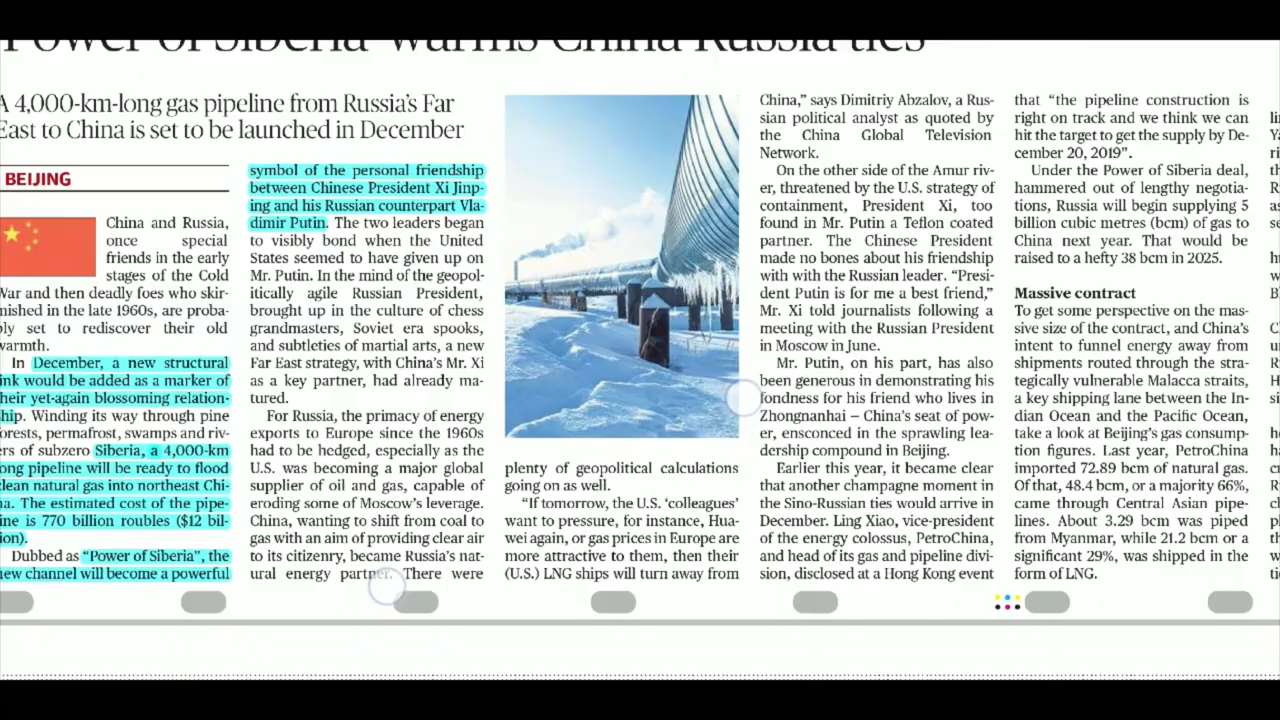 Power of Siberia warms China Russia ties
A 4,000-km-long gas pipeline from Russia's Far
East to China is set to be launched in December
BEIJING
China and Russia,
once special
friends in the early
stages of the Cold
War and then deadly foes who skir-
mished in the late 1960s, are proba-
bly set to rediscover their old
warmth.
In December, a new structural
link would be added as a marker of
their yet-again blossoming relation-
ship. Winding its way through pine
forests, permafrost, swamps and riv-
ers of subzero Siberia, a 4,000-km
long pipeline will be ready to flood
clean natural gas into northeast Chi-
na. The estimated cost of the pipe-
line is 770 billion roubles ($12 bil-
lion).
Dubbed as “Power of Siberia”, the
new channel will become a powerful
symbol of the personal friendship
between Chinese President Xi Jinp-
ing and his Russian counterpart Vla-
dimir Putin. The two leaders began
to visibly bond when the United
States seemed to have given up on
Mr. Putin. In the mind of the geopol-
itically agile Russian President,
brought up in the culture of chess
grandmasters, Soviet era spooks,
and subtleties of martial arts, a new
Far East strategy, with China's Mr. Xi
as a key partner, had already ma-
tured.
For Russia, the primacy of energy
exports to Europe since the 1960s
had to be hedged, especially as the
U.S. was becoming a major global
supplier of oil and gas, capable of
eroding some of Moscow's leverage.
China, wanting to shift from coal to
gas with an aim of providing clear air
to its citizenry, became Russia's nat-
ural energy partner. There were
plenty of geopolitical calculations
going on as well.
“If tomorrow, the U.S. ‘colleagues’
want to pressure, for instance, Hua-
wei again, or gas prices in Europe are
more attractive to them, then their
(U.S.) LNG ships will turn away from
China,” says Dimitriy Abzalov, a Rus-
sian political analyst as quoted by
the China Global Television
Network.
On the other side of the Amur riv-
er, threatened by the U.S. strategy of
containment, President Xi, too
found in Mr. Putin a Teflon coated
partner. The Chinese President
made no bones about his friendship
with with the Russian leader. “Presi-
dent Putin is for me a best friend,”
Mr. Xi told journalists following a
meeting with the Russian President
in Moscow in June.
Mr. Putin, on his part, has also
been generous in demonstrating his
fondness for his friend who lives in
Zhongnanhai – China's seat of pow-
er, ensconced in the sprawling lea-
dership compound in Beijing.
Earlier this year, it became clear
that another champagne moment in
the Sino-Russian ties would arrive in
December. Ling Xiao, vice-president
of the energy colossus, PetroChina,
and head of its gas and pipeline divi-
sion, disclosed at a Hong Kong event
that “the pipeline construction is
right on track and we think we can
hit the target to get the supply by De-
cember 20, 2019”.
Under the Power of Siberia deal,
hammered out of lengthy negotia-
tions, Russia will begin supplying 5
billion cubic metres (bcm) of gas to
China next year. That would be
raised to a hefty 38 bcm in 2025.
Massive contract
To get some perspective on the mas-
sive size of the contract, and China's
intent to funnel energy away from
shipments routed through the stra-
tegically vulnerable Malacca straits,
a key shipping lane between the In-
dian Ocean and the Pacific Ocean,
take a look at Beijing's gas consump-
tion figures. Last year, PetroChina
imported 72.89 bcm of natural gas.
Of that, 48.4 bcm, or a majority 66%,
came through Central Asian pipe-
lines. About 3.29 bcm was piped
from Myanmar, while 21.2 bcm or a
significant 29%, was shipped in the
form of LNG.